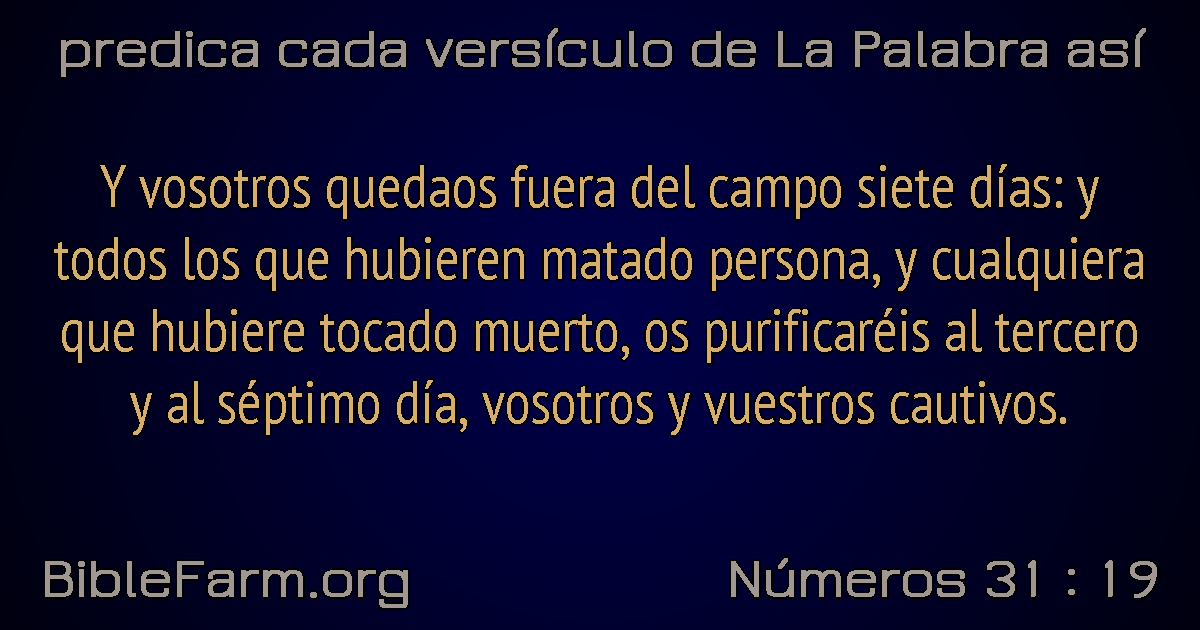 predica cada versículo de La Palabra así
Y vosotros quedaos fuera del campo siete días: y
todos los que hubieren matado persona, y cualquiera
que hubiere tocado muerto, os purificaréis al tercero
y al séptimo día, vosotros y vuestros cautivos.
BibleFarm.org
Números 31 : 19